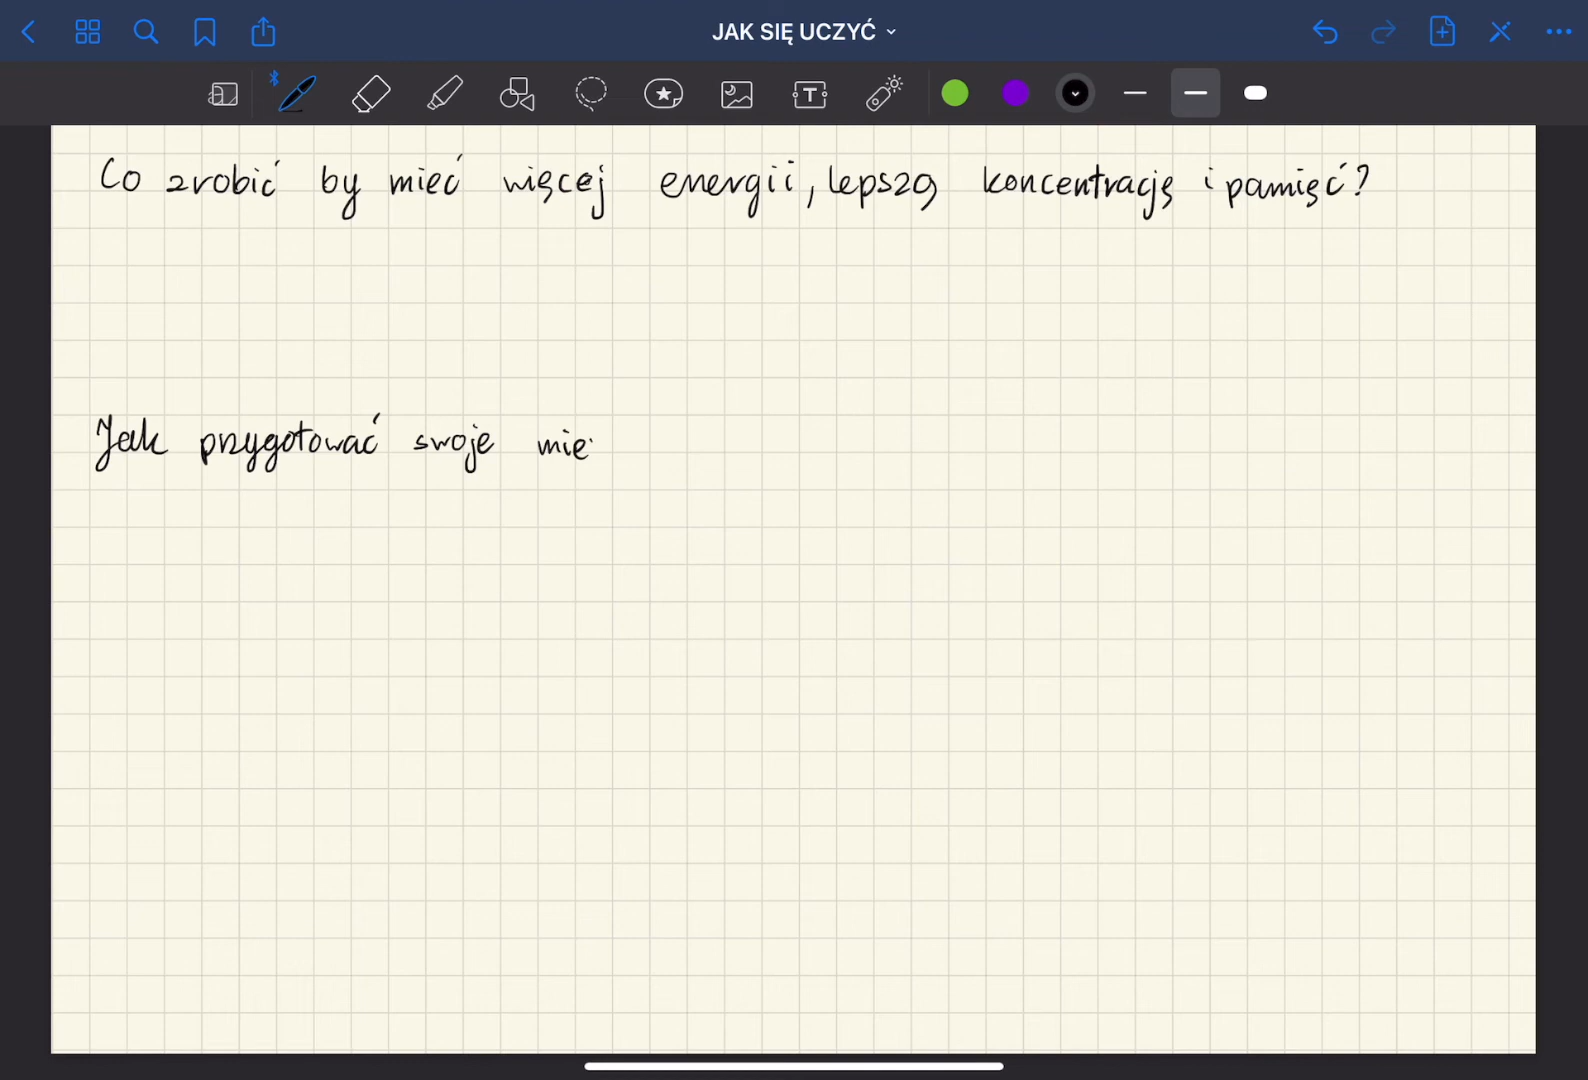 JAK SIĘ UCZYĆ
Co zrobić by mieć więcej energii, lepszą koncentrację i pamięć?
Jak przygotować swoje mie